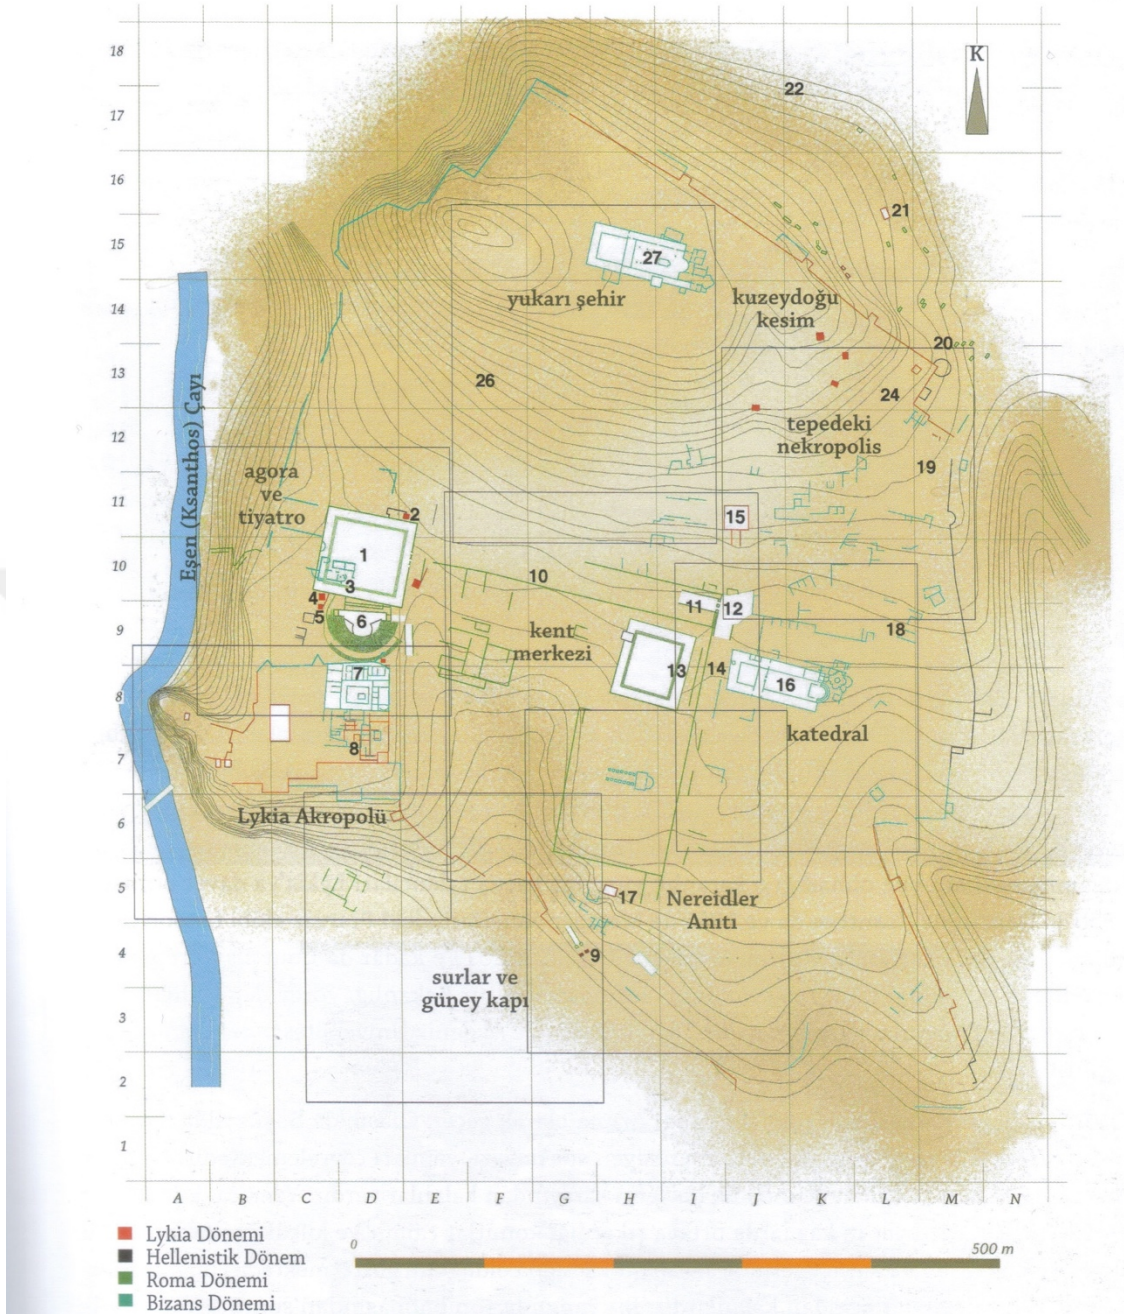 18
22
K
17
16
21
15
27
yukarı şehir
kuzeydoğu
kesim
14
20
13
26
24
Eşen (Ksanthos) Çayı
tepedeki
nekropolis
12
19
agora
ve
tiyatro
11
2
15
1
10
10
3
4
5
11
12
6
9
kent
merkezi
18
13
14
7
16
8
katedral
7
8
Lykia Akropolü
6
5
17
Nereidler
Anıtı
4
9
surlar ve
güney kapı
3
2
1
A B C D E F G H I J K L M N
Lykia Dönemi
Hellenistik Dönem
Roma Dönemi
Bizans Dönemi
0 500 m